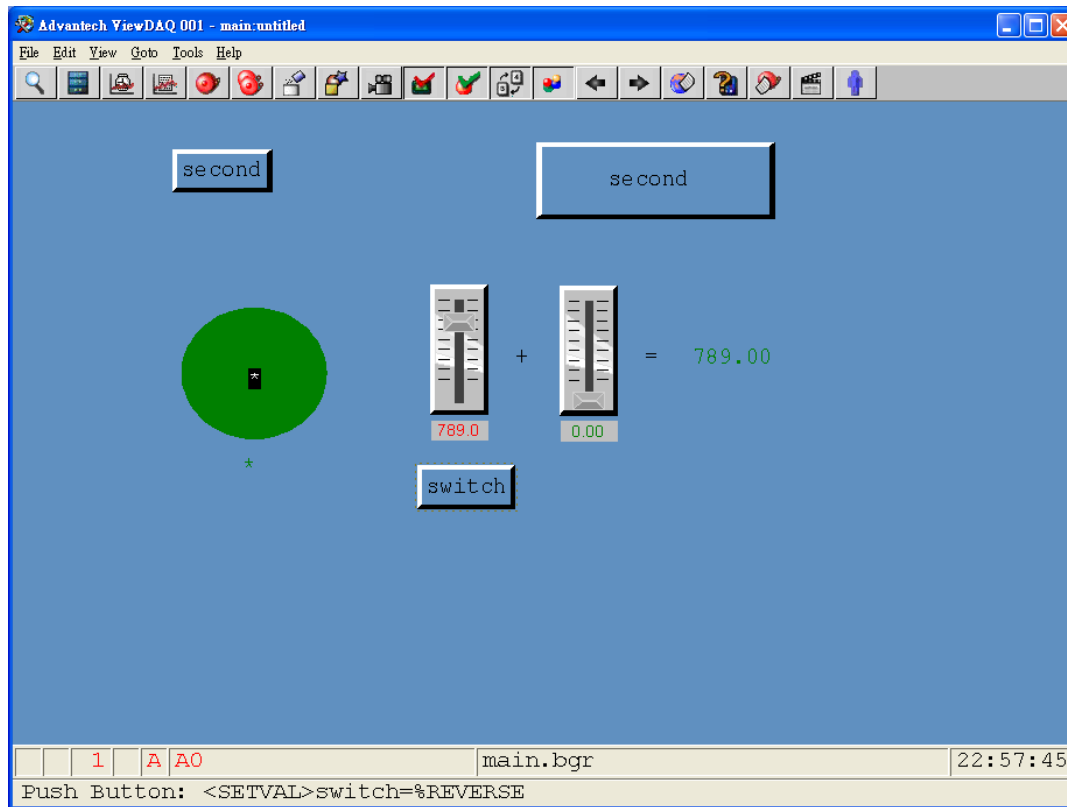 Advantech ViewDAQ 001 - main:untitled
File Edit View Goto Tools Help
second
second
*
*
+
=
789.00
789.0
0.00
switch
1 A A0 main.bgr 22:57:45
Push Button: <SETVAL>switch=%REVERSE